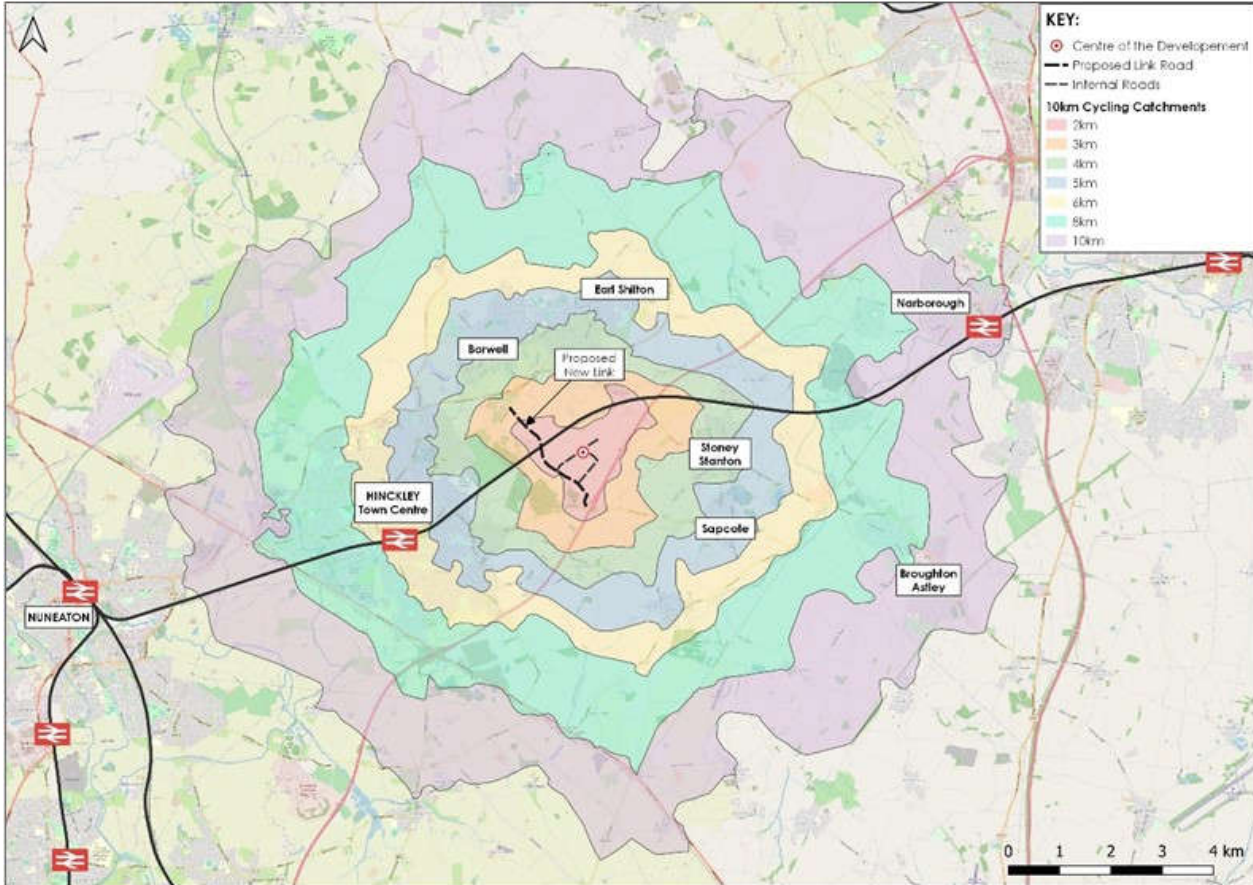 KEY:
Centre of the Developement
Proposed Link Road
Internal Roads
10km Cycling Catchments
2km
3km
4km
5km
6km
8km
10km
Earl Shilton
Narborough
Barwell
Proposed
New Link
Stoney
Stanton
HINCKLEY
Town Centre
Sapcote
Broughton
Astley
NUNEATON
0 1 2 3 4 km